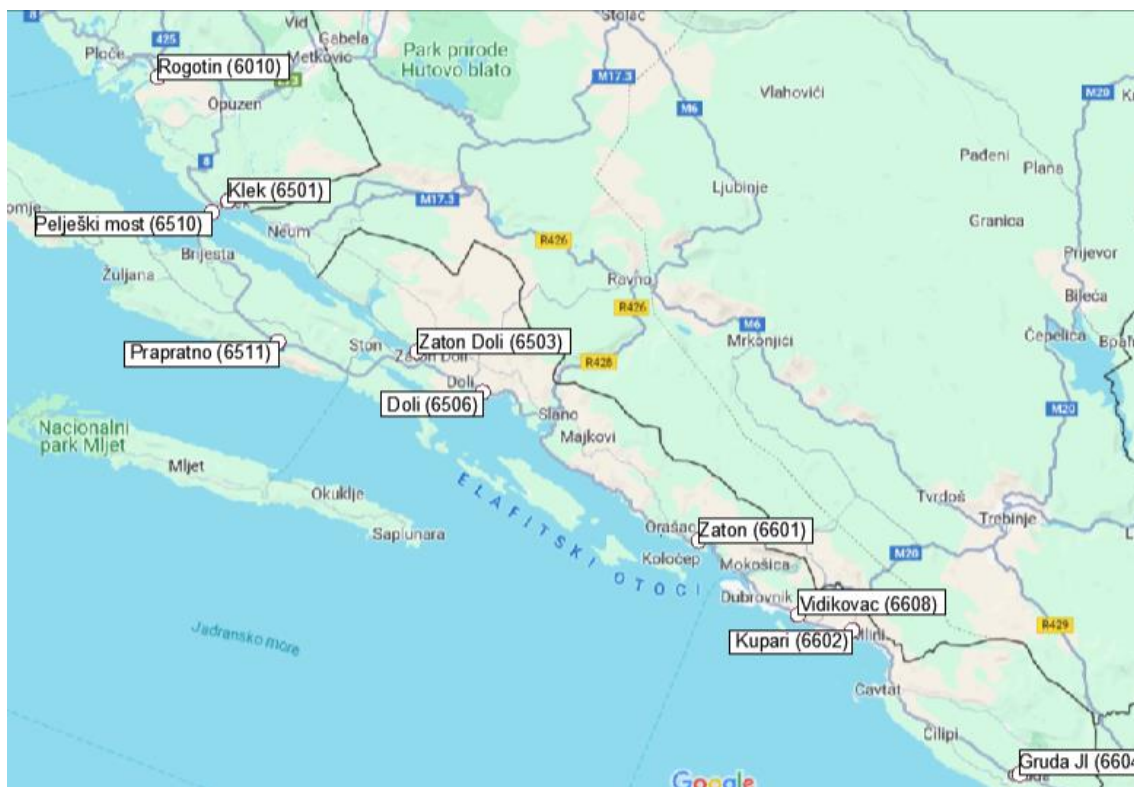 8
Stolac
Vid
Gabela
425
Ploče
Metković
Park prirode
Hutovo blato
Rogotin (6010)
M17.3
Opuzen
M6
Vlahovići
M20
8
Pađeni
Plana
Klek (6501)
M17.3
Ljubinje
Pelješki most (6510)
Granica
Neum
R426
Brijesta
Prijevor
Žuljana
Ravno
Bileća
R426
M6
Zaton Doli (6503)
Mrkonjići
Čepelica
Prapratno (6511)
Ston
R428
Doli
Doli (6506)
M20
Slano
Nacionalni
park Mljet
Majkovi
Mljet
Okuklje
Tvrdoš
Saplunara
Trebinje
ELAFITSKI OTOCI
Orašac
Zaton (6601)
Koločep
Mokošica
M20
Dubrovnik
Vidikovac (6608)
Jadransko more
Kupari (6602)
Mlini
R429
Cavtat
Čilipi
Gruda JI (6604
Google